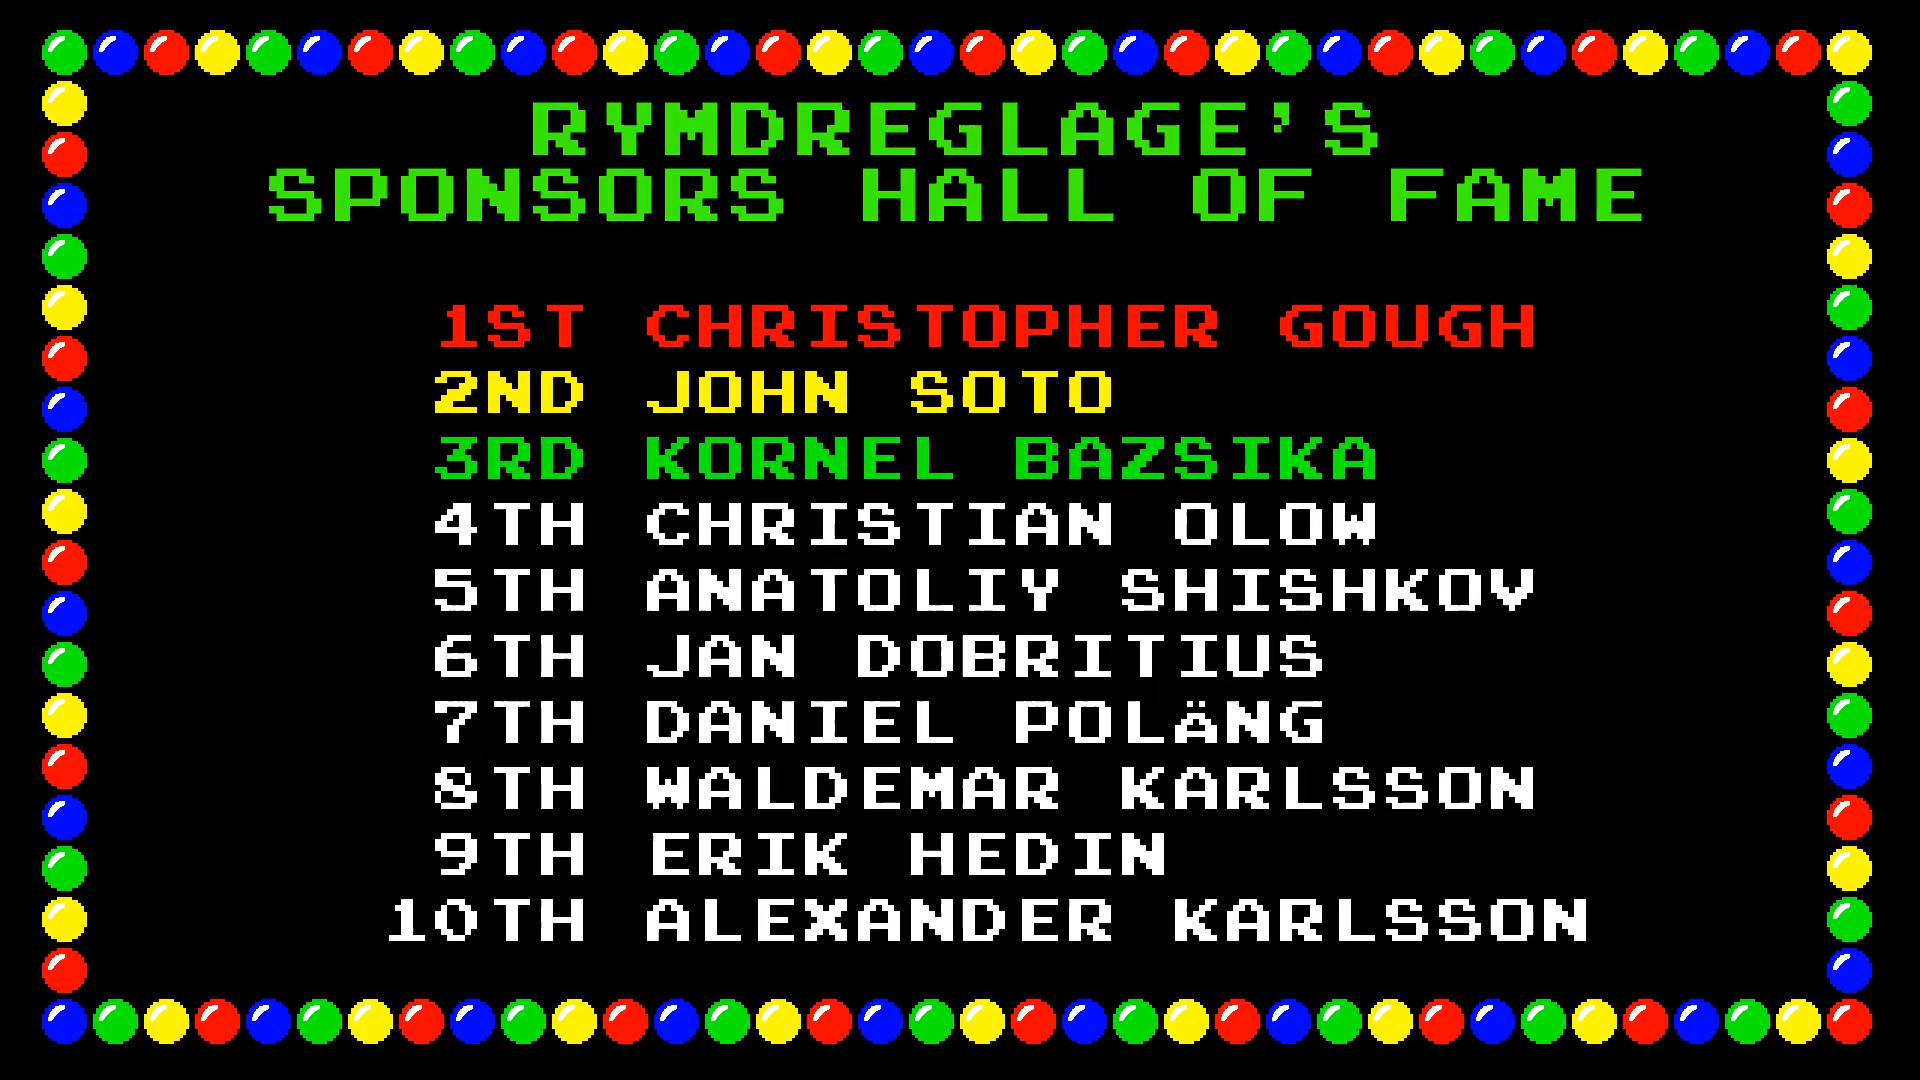 RYMDREGLAGE'S
SPONSORS HALL OF FAME
1ST CHRISTOPHER GOUGH
2ND JOHN SOTO
3RD KORNEL BAZSIKA
4TH CHRISTIAN OLOW
5TH ANATOLIY SHISHKOV
6TH JAN DOBRITIUS
7TH DANIEL POLÄNG
8TH WALDEMAR KARLSSON
9TH ERIK HEDIN
10TH ALEXANDER KARLSSON